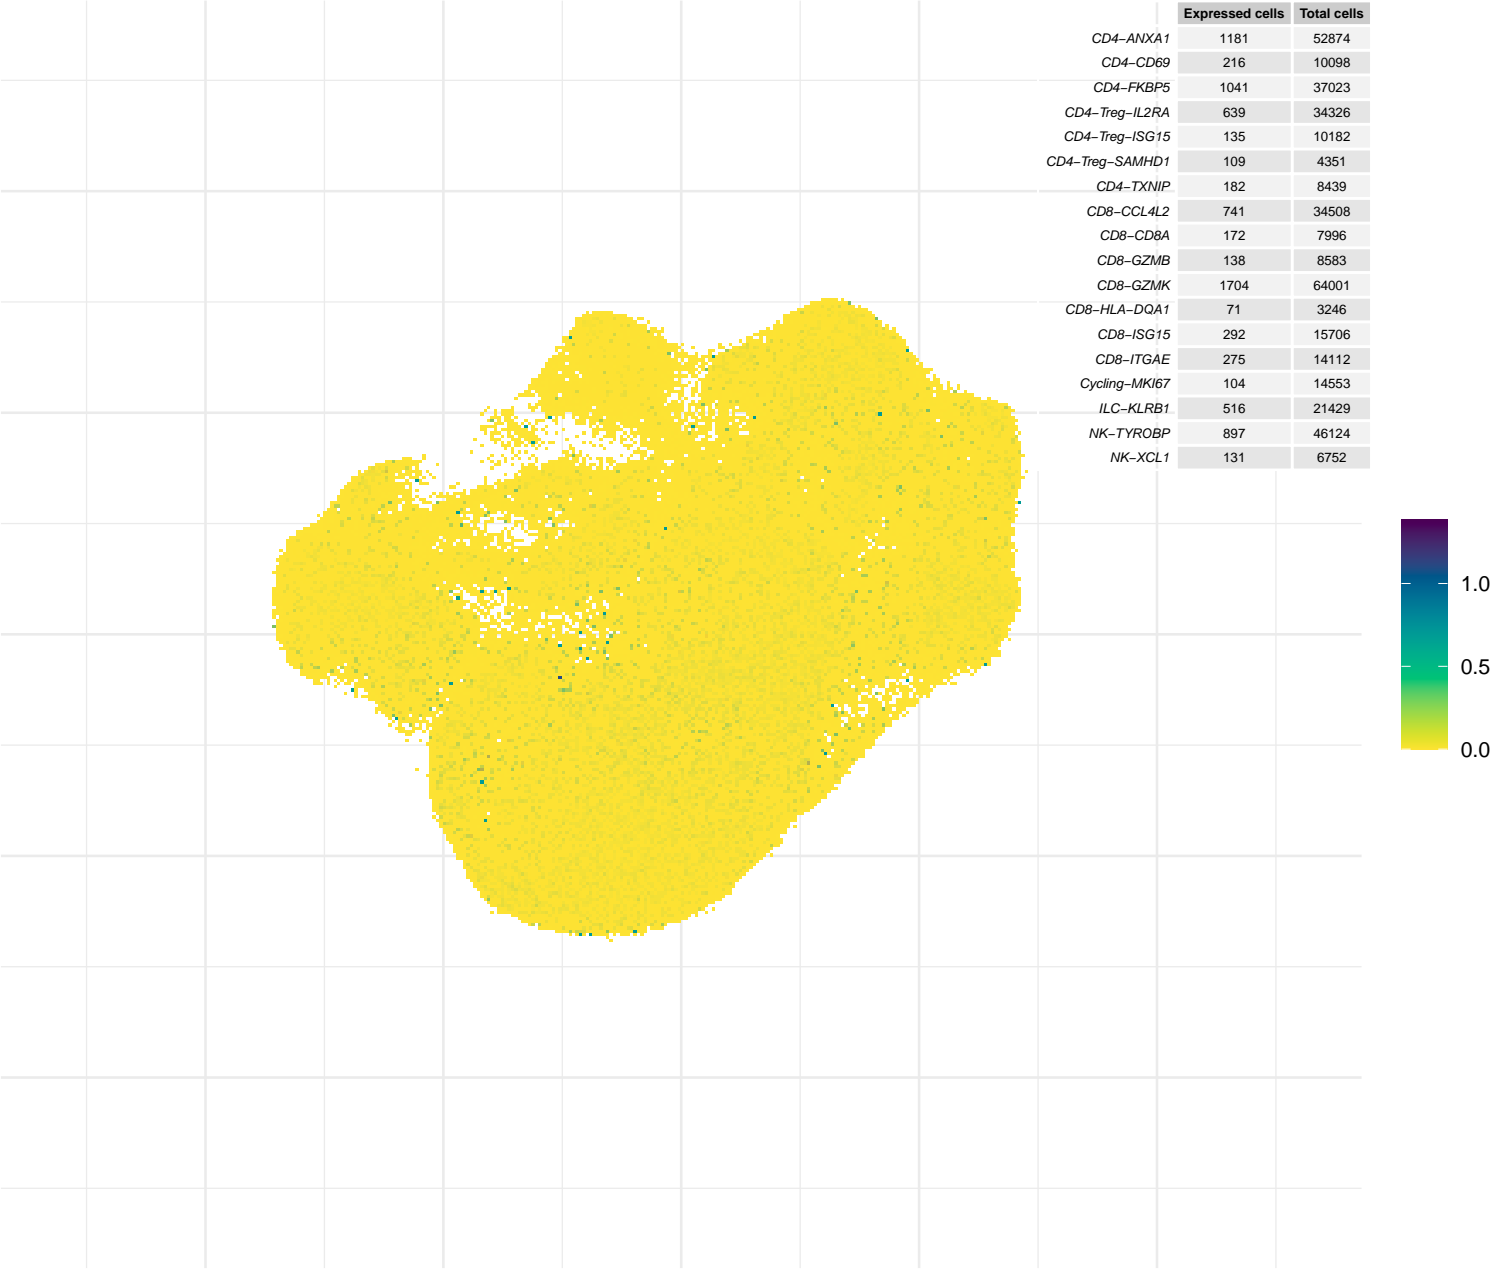 Expressed cells Total cells
CD4−ANXA1 1181 52874
CD4−CD69 216 10098
CD4−FKBP5 1041 37023
CD4−Treg−IL2RA 639 34326
CD4−Treg−ISG15 135 10182
CD4−Treg−SAMHD1 109 4351
CD4−TXNIP 182 8439
CD8−CCL4L2 741 34508
CD8−CD8A 172 7996
CD8−GZMB 138 8583
CD8−GZMK 1704 64001
CD8−HLA−DQA1 71 3246
CD8−ISG15 292 15706
CD8−ITGAE 275 14112
Cycling−MKI67 104 14553
ILC−KLRB1 516 21429
NK−TYROBP 897 46124
NK−XCL1 131 6752
1.0
0.5
0.0